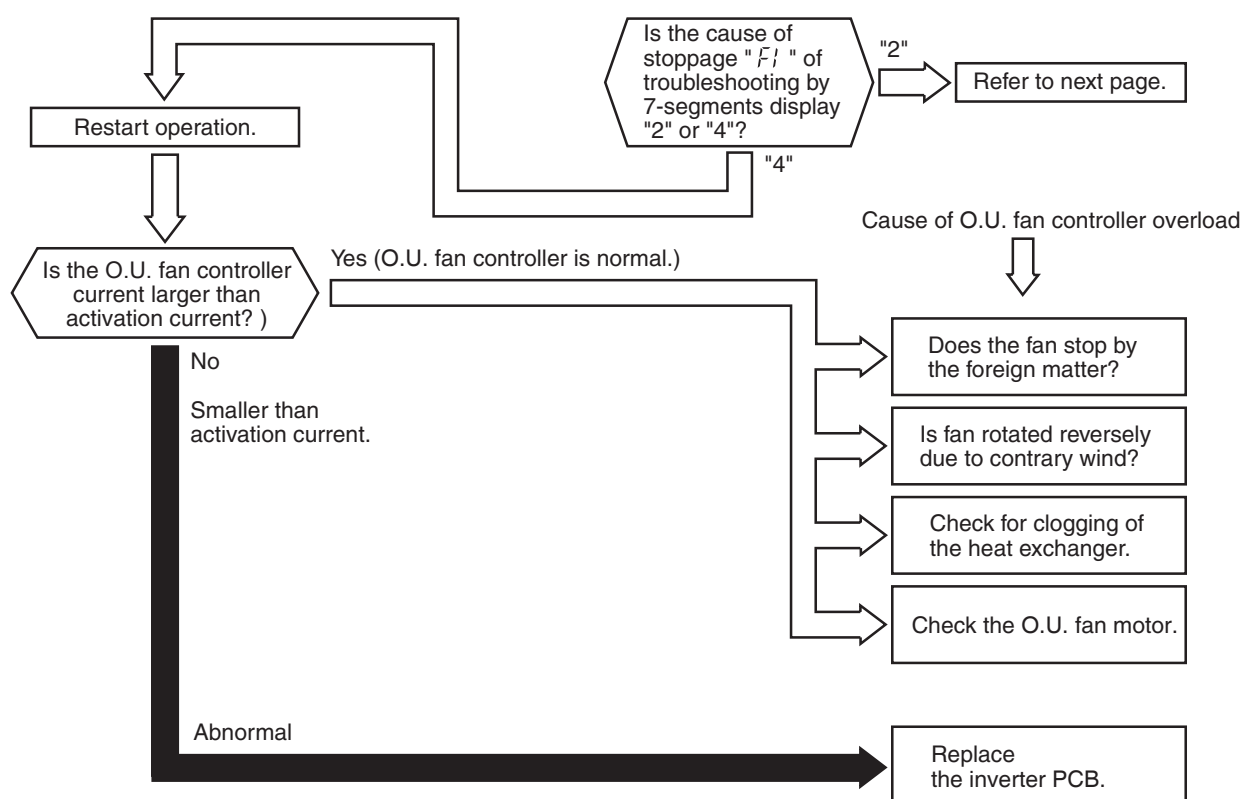 Is the cause of
stoppage " F1 " of
troubleshooting by
7-segments display
"2" or "4"?
"2"
Refer to next page.
"4"
Restart operation.
Is the O.U. fan controller
current larger than
activation current? )
Yes (O.U. fan controller is normal.)
No
Smaller than
activation current.
Cause of O.U. fan controller overload
Does the fan stop by
the foreign matter?
Is fan rotated reversely
due to contrary wind?
Check for clogging of
the heat exchanger.
Check the O.U. fan motor.
Abnormal
Replace
the inverter PCB.